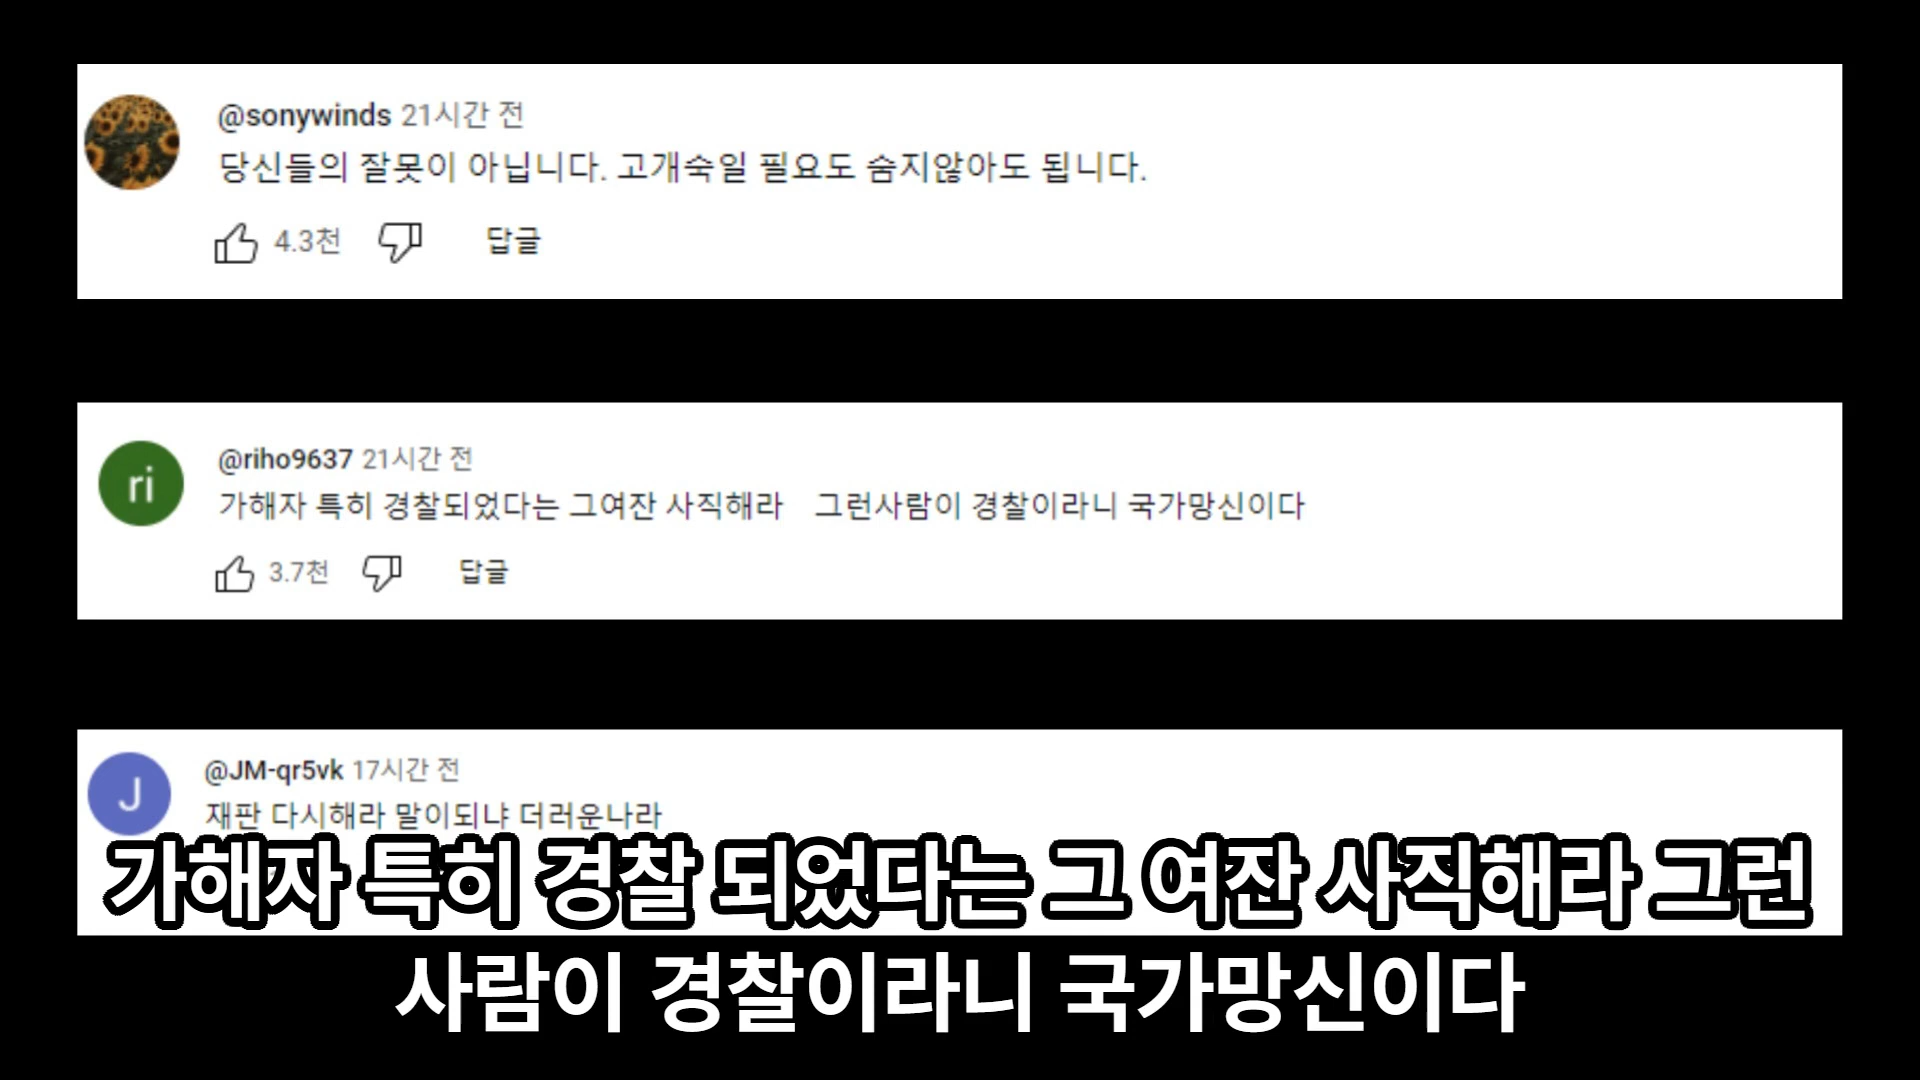 @sonywinds 21시간 전
당신들의 잘못이 아닙니다. 고개숙일 필요도 숨지않아도 됩니다.
4.3천 답글
ri
@riho9637 21시간 전
가해자 특히 경찰되었다는 그여잔 사직해라 그런사람이 경찰이라니 국가망신이다
3.7천 답글
J
@JM-qr5vk 17시간 전
재판 다시해라 말이되냐 더러운나라
가해자 특히 경찰 되었다는 그 여잔 사직해라 그런
사람이 경찰이라니 국가망신이다